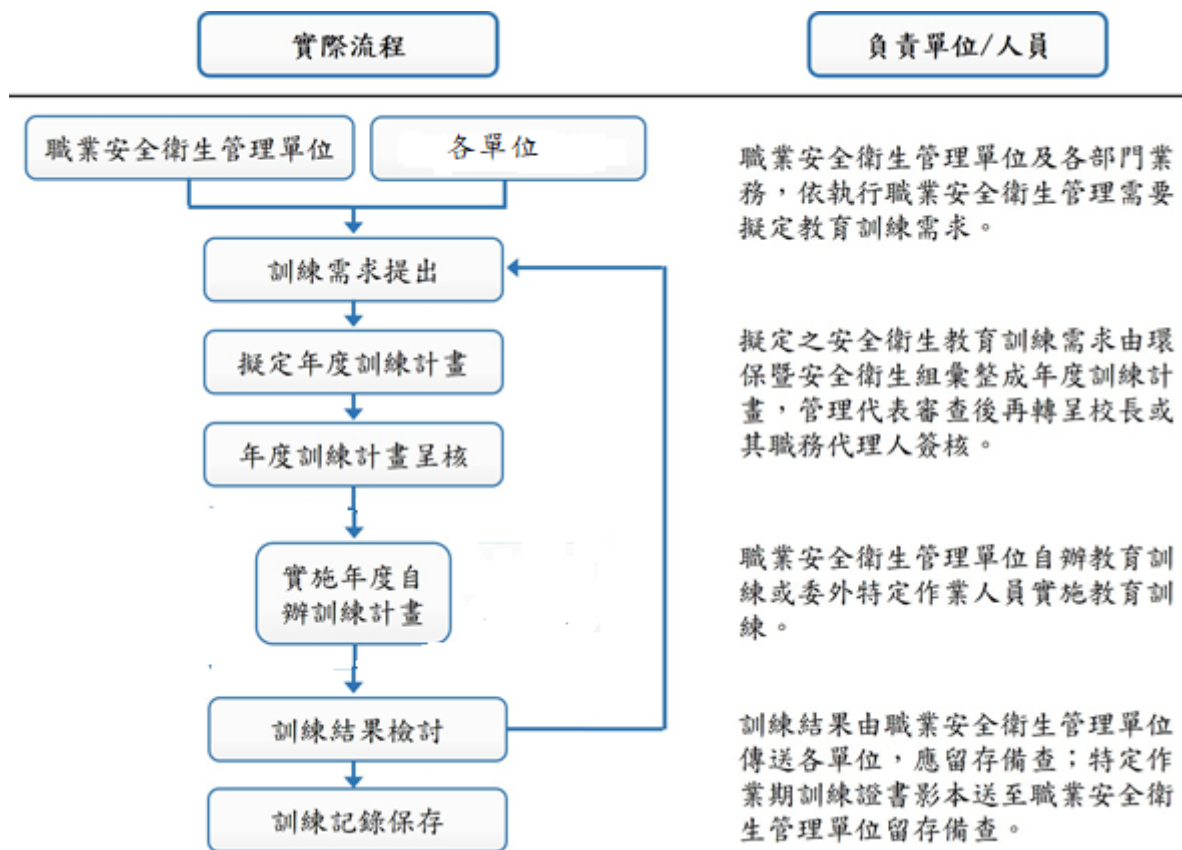 實際流程
負責單位/人員
職業安全衛生管理單位
各單位
職業安全衛生管理單位及各部門業
務，依執行職業安全衛生管理需要
擬定教育訓練需求。
訓練需求提出
擬定年度訓練計畫
年度訓練計畫呈核
擬定之安全衛生教育訓練需求由環
保暨安全衛生組彙整成年度訓練計
畫，管理代表審查後再轉呈校長或
其職務代理人簽核。
實施年度自
辦訓練計畫
職業安全衛生管理單位自辦教育訓
練或委外特定作業人員實施教育訓
練。
訓練結果檢討
訓練記錄保存
訓練結果由職業安全衛生管理單位
傳送各單位，應留存備查；特定作
業期訓練證書影本送至職業安全衛
生管理單位留存備查。